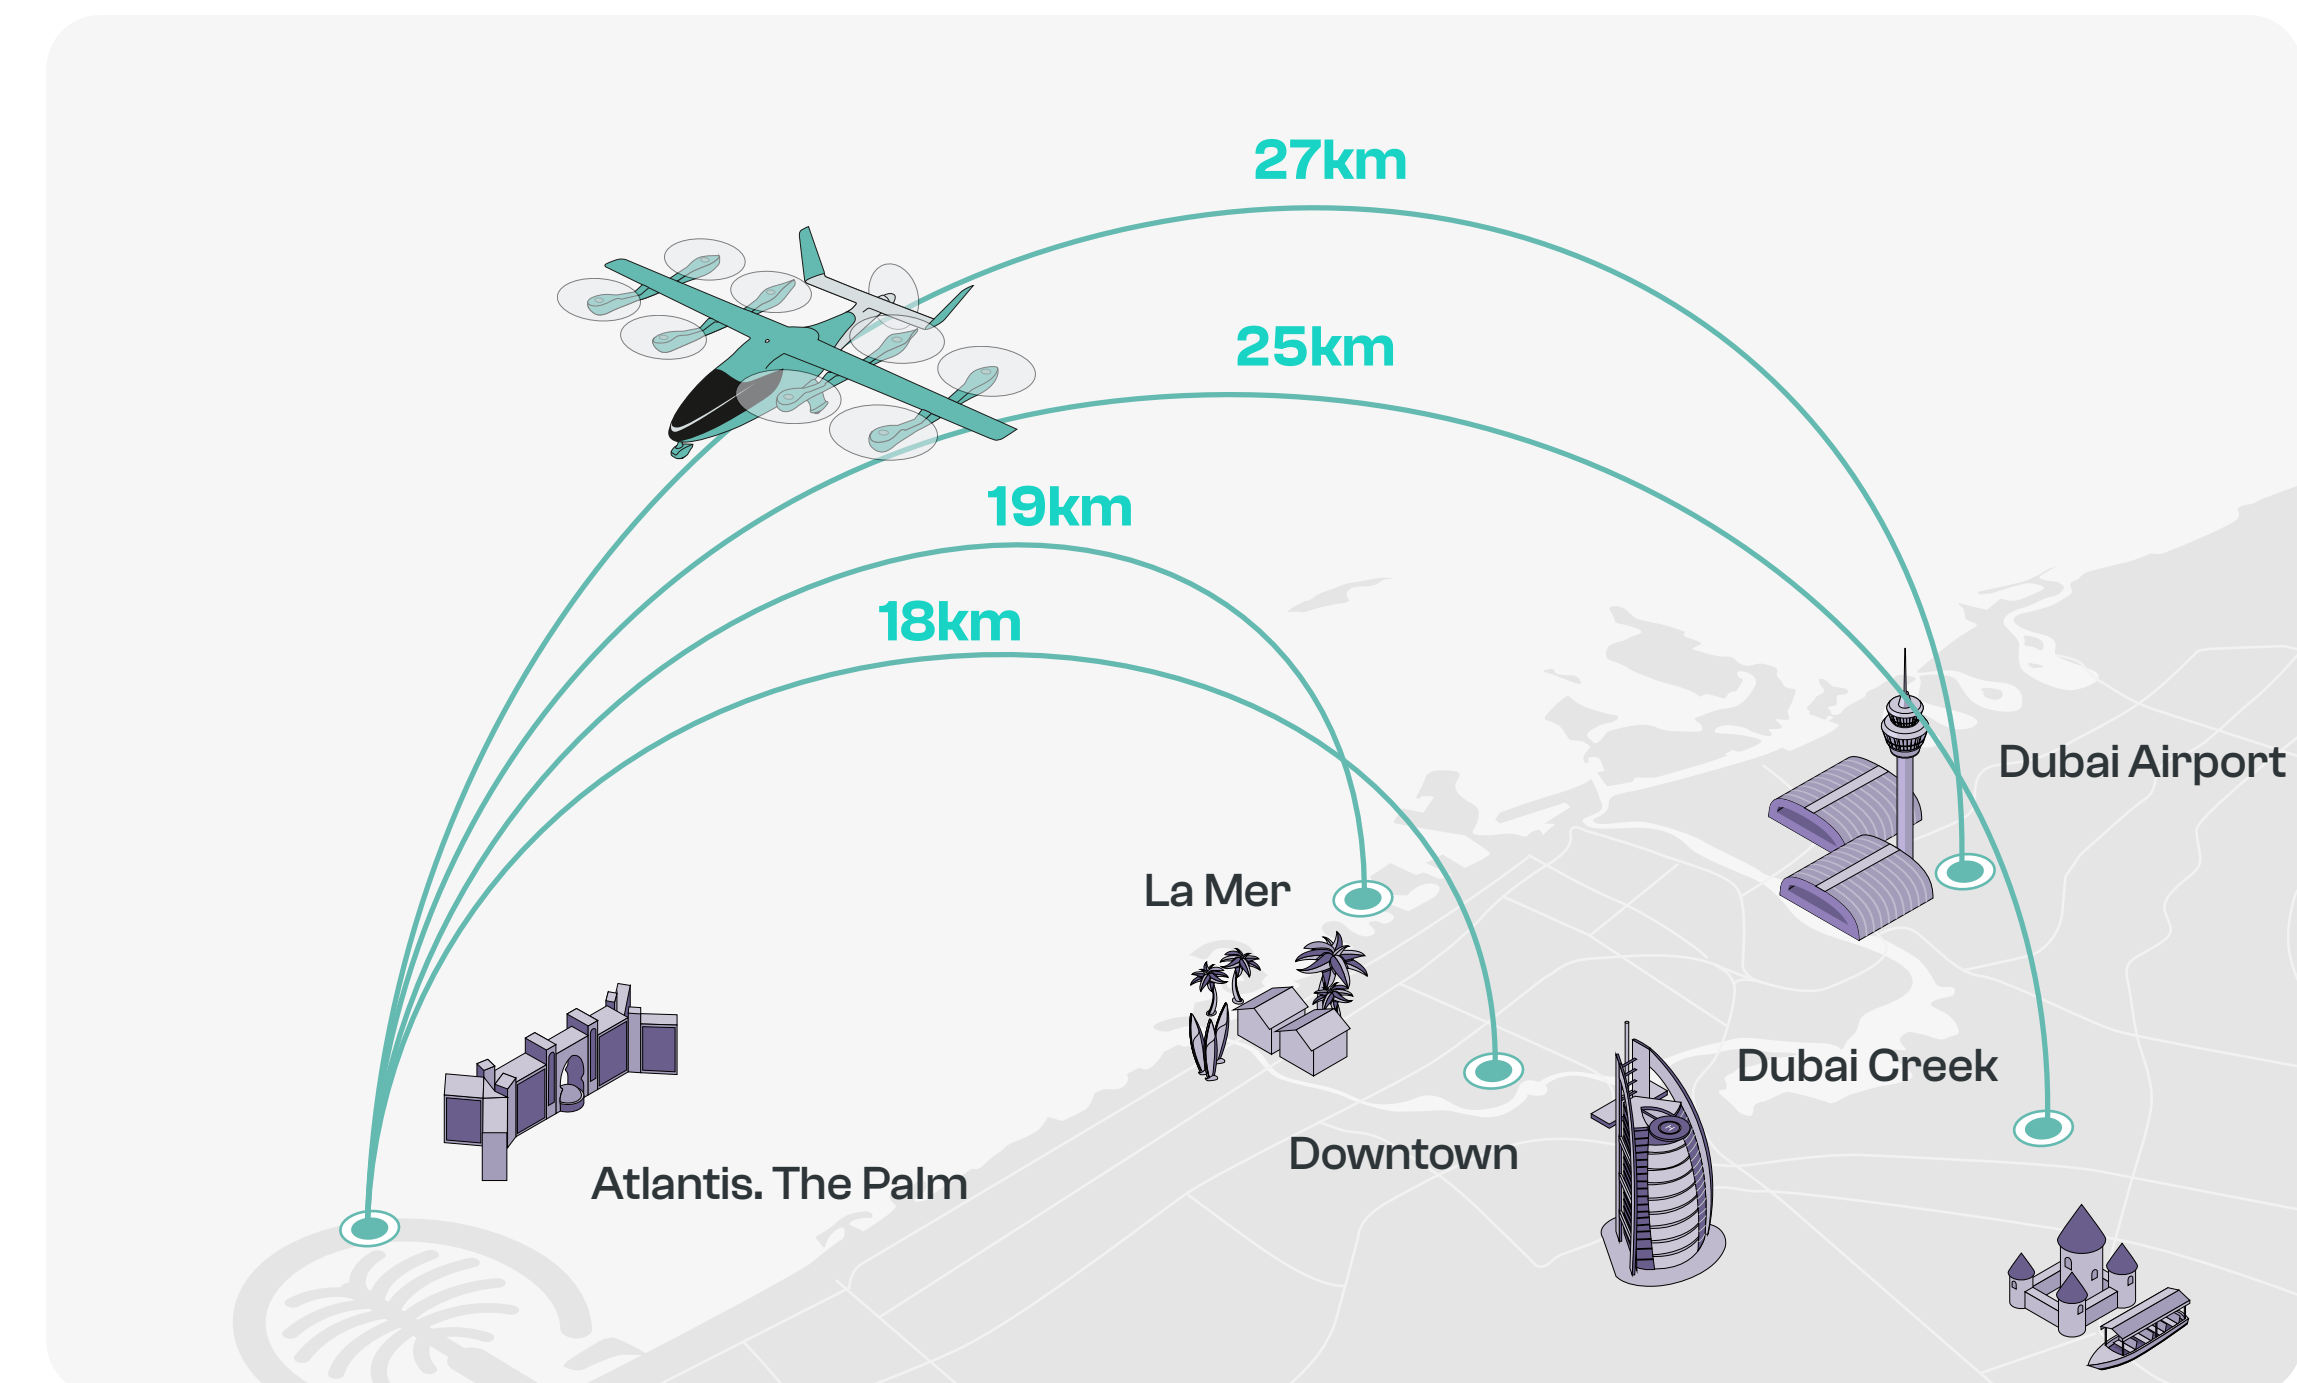 27km
25km
19km
18km
Dubai Airport
La Mer
Dubai Creek
Downtown
Atlantis. The Palm
H